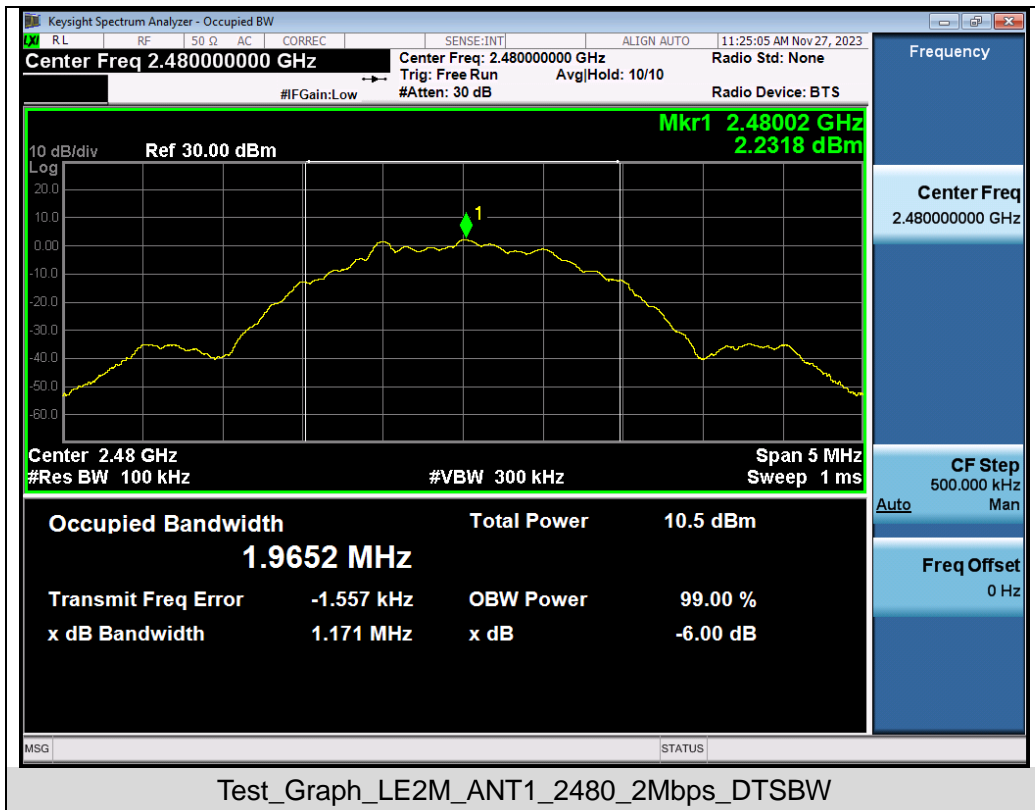 Keysight Spectrum Analyzer - Occupied BW
LXI RL RF 50 Ω AC CORREC SENSE:INT ALIGN AUTO 11:25:05 AM Nov 27, 2023
Center Freq 2.480000000 GHz
Center Freq: 2.480000000 GHz Radio Std: None
Trig: Free Run Avg|Hold: 10/10
#IFGain:Low #Atten: 30 dB Radio Device: BTS
Mkr1 2.48002 GHz
10 dB/div Ref 30.00 dBm 2.2318 dBm
Log
20.0
1
10.0
0.00
-10.0
-20.0
-30.0
-40.0
-50.0
-60.0
Center 2.48 GHz Span 5 MHz
#Res BW 100 kHz #VBW 300 kHz Sweep 1 ms
Occupied Bandwidth Total Power 10.5 dBm
1.9652 MHz
Transmit Freq Error -1.557 kHz OBW Power 99.00 %
x dB Bandwidth 1.171 MHz x dB -6.00 dB
MSG STATUS
Frequency
Center Freq
2.480000000 GHz
CF Step
500.000 kHz
Auto Man
Freq Offset
0 Hz
Test_Graph_LE2M_ANT1_2480_2Mbps_DTSBW